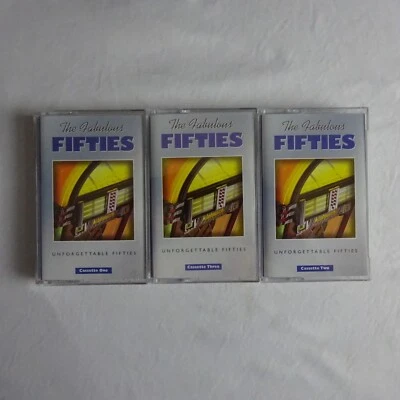 The Fabulous
FIFTIES
UNFORGETTABLE FIFTIES
Cassette One
The Fabulous
FIFTIES
UNFORGETTABLE FIFTIES
Cassette Three
The Fabulous
FIFTIES
UNFORGETTABLE FIFTIES
Cassette Two